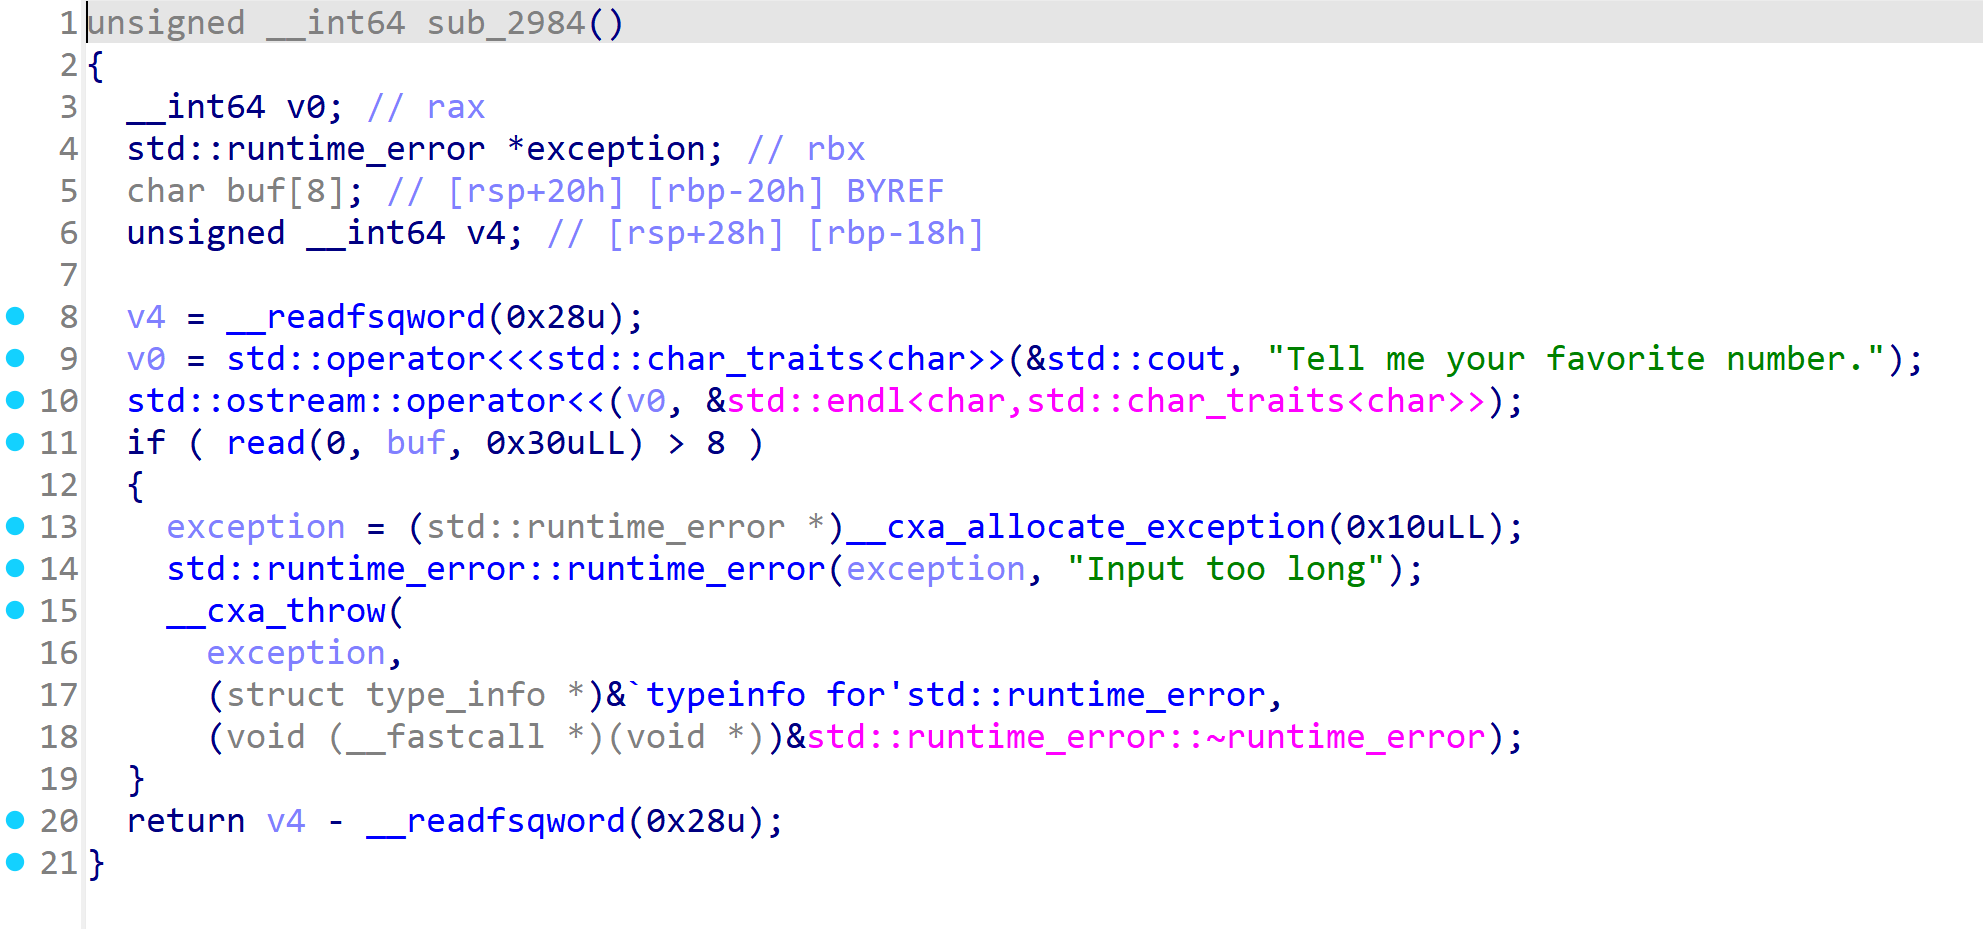 1 unsigned __int64 sub_2984()
2 {
3   __int64 v0; // rax
4   std::runtime_error *exception; // rbx
5   char buf[8]; // [rsp+20h] [rbp-20h] BYREF
6   unsigned __int64 v4; // [rsp+28h] [rbp-18h]
7
8   v4 = __readfsqword(0x28u);
9   v0 = std::operator<<<std::char_traits<char>>(&std::cout, "Tell me your favorite number.");
10   std::ostream::operator<<(v0, &std::endl<char,std::char_traits<char>>);
11   if ( read(0, buf, 0x30uLL) > 8 )
12   {
13     exception = (std::runtime_error *)__cxa_allocate_exception(0x10uLL);
14     std::runtime_error::runtime_error(exception, "Input too long");
15     __cxa_throw(
16       exception,
17       (struct type_info *)&`typeinfo for'std::runtime_error,
18       (void (__fastcall *)(void *))&std::runtime_error::~runtime_error);
19   }
20   return v4 - __readfsqword(0x28u);
21 }